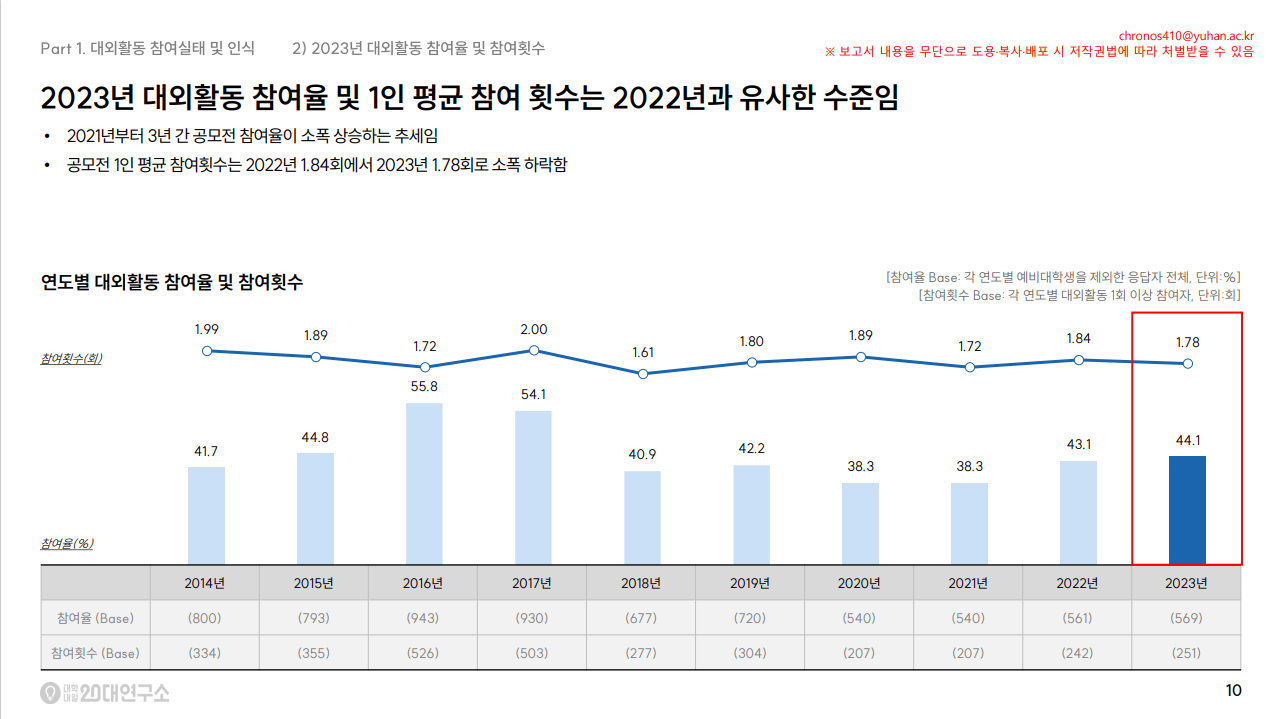 Part 1. 대외활동 참여실태 및 인식 2) 2023년 대외활동 참여율 및 참여횟수
chronos410@yuhan.ac.kr
※ 보고서 내용을 무단으로 도용·복사·배포 시 저작권법에 따라 처벌받을 수 있음
2023년 대외활동 참여율 및 1인 평균 참여 횟수는 2022년과 유사한 수준임
• 2021년부터 3년 간 공모전 참여율이 소폭 상승하는 추세임
• 공모전 1인 평균 참여횟수는 2022년 1.84회에서 2023년 1.78회로 소폭 하락함
연도별 대외활동 참여율 및 참여횟수
[참여율 Base: 각 연도별 예비대학생을 제외한 응답자 전체, 단위:%]
[참여횟수 Base: 각 연도별 대외활동 1회 이상 참여자, 단위:회]
참여횟수(회) 1.99 1.89 1.72 2.00 1.61 1.80 1.89 1.72 1.84 1.78
41.7 44.8 55.8 54.1 40.9 42.2 38.3 38.3 43.1 44.1
참여율(%)
2014년 2015년 2016년 2017년 2018년 2019년 2020년 2021년 2022년 2023년
참여율 (Base) (800) (793) (943) (930) (677) (720) (540) (540) (561) (569)
참여횟수 (Base) (334) (355) (526) (503) (277) (304) (207) (207) (242) (251)
대학내일 20대연구소
10